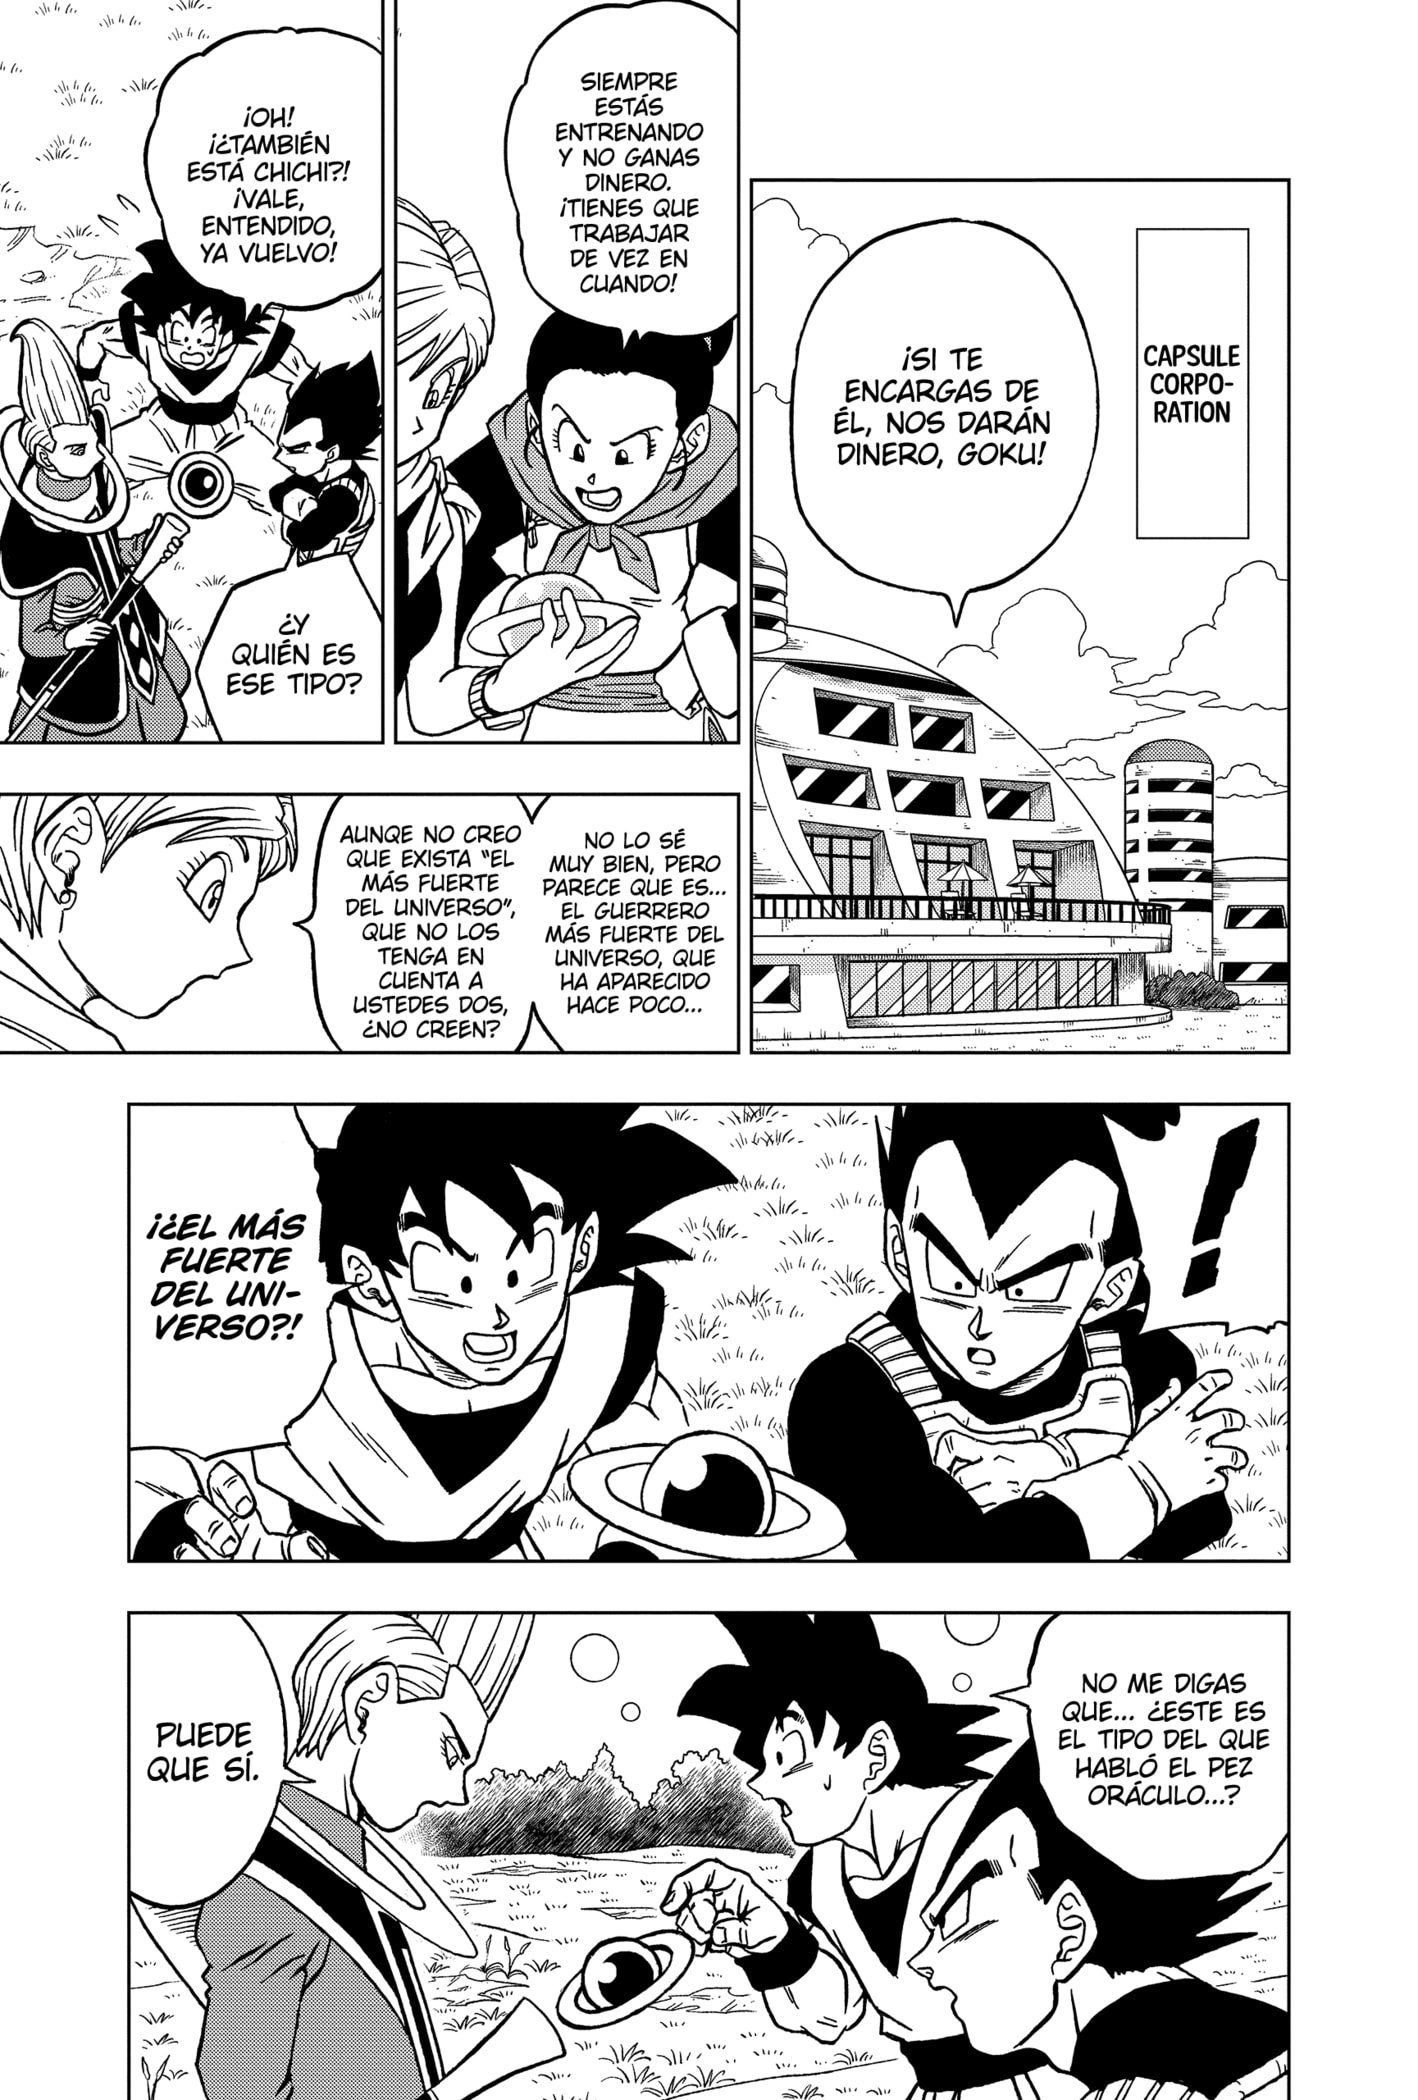 CAPSULE
CORPO-
RATION
¡SI TE
ENCARGAS DE
ÉL, NOS DARÁN
DINERO, GOKU!
SIEMPRE
ESTÁS
ENTRENANDO
Y NO GANAS
DINERO.
¡TIENES QUE
TRABAJAR
DE VEZ EN
CUANDO!
¡OH!
¡¿TAMBIÉN
ESTÁ CHICHI?!
¡VALE,
ENTENDIDO,
YA VUELVO!
¿Y
QUIÉN ES
ESE TIPO?
NO LO SÉ
MUY BIEN, PERO
PARECE QUE ES...
EL GUERRERO
MÁS FUERTE DEL
UNIVERSO, QUE
HA APARECIDO
HACE POCO...
AUNQE NO CREO
QUE EXISTA "EL
MÁS FUERTE
DEL UNIVERSO",
QUE NO LOS
TENGA EN
CUENTA A
USTEDES DOS,
¿NO CREEN?
!
¡¿EL MÁS
FUERTE
DEL UNI-
VERSO?!
NO ME DIGAS
QUE... ¿ESTE ES
EL TIPO DEL QUE
HABLÓ EL PEZ
ORÁCULO...?
PUEDE
QUE SÍ.